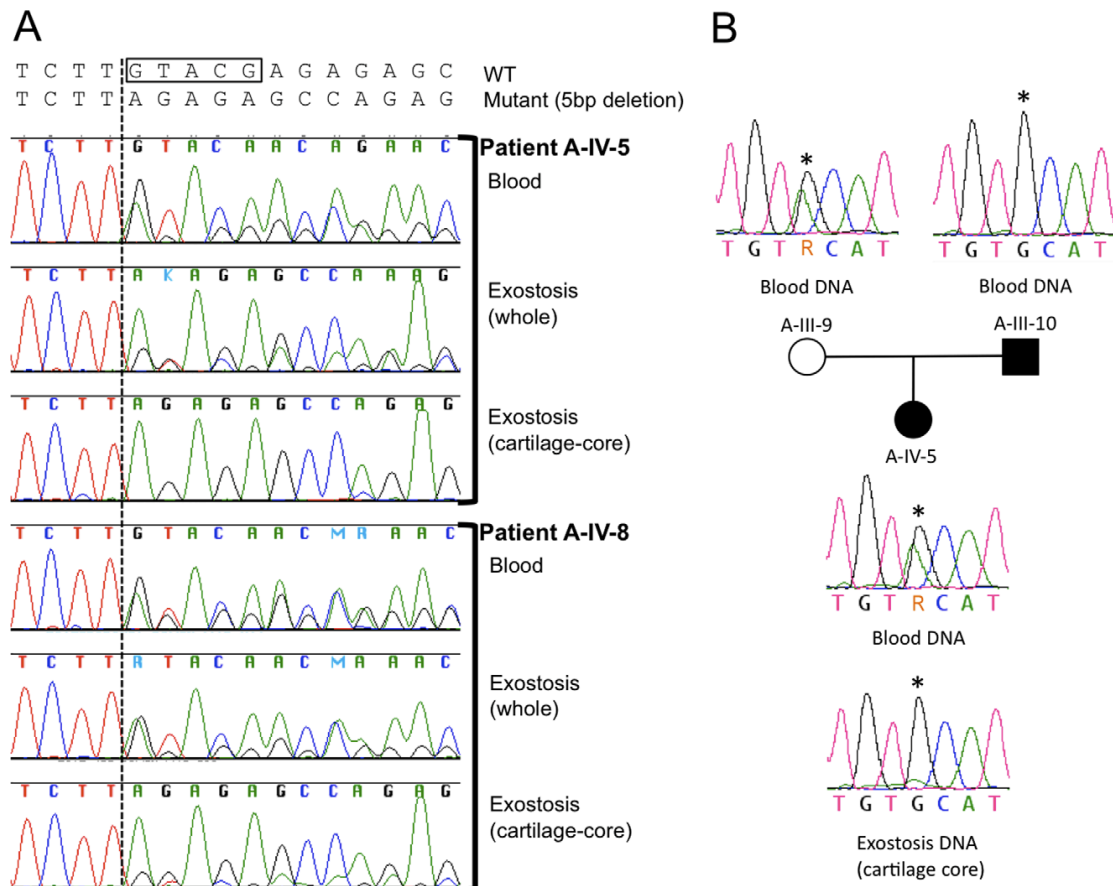 A
T C T T G T A C G A G A G A G C WT
T C T T A G A G A G C C A G A G Mutant (5bp deletion)
T C T T G T A C A A C A G A A C Patient A-IV-5
Blood
T C T T A K A G A G C C A A A G
Exostosis
(whole)
T C T T A G A G A G C C A G A G
Exostosis
(cartilage-core)
T C T T G T A C A A C M R A A C Patient A-IV-8
Blood
T C T T R T A C A A C M A A A C
Exostosis
(whole)
T C T T A G A G A G C C A G A G
Exostosis
(cartilage-core)
B
*
T G T R C A T
Blood DNA
*
T G T G C A T
Blood DNA
A-III-9
A-III-10
A-IV-5
*
T G T R C A T
Blood DNA
*
T G T G C A T
Exostosis DNA
(cartilage core)